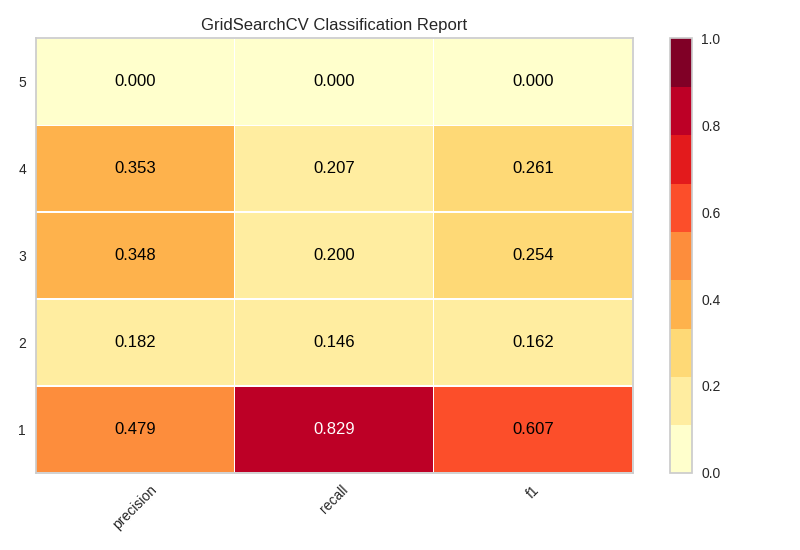 GridSearchCV Classification Report
5 0.000 0.000 0.000
4 0.353 0.207 0.261
3 0.348 0.200 0.254
2 0.182 0.146 0.162
1 0.479 0.829 0.607
precision recall f1
1.0
0.8
0.6
0.4
0.2
0.0